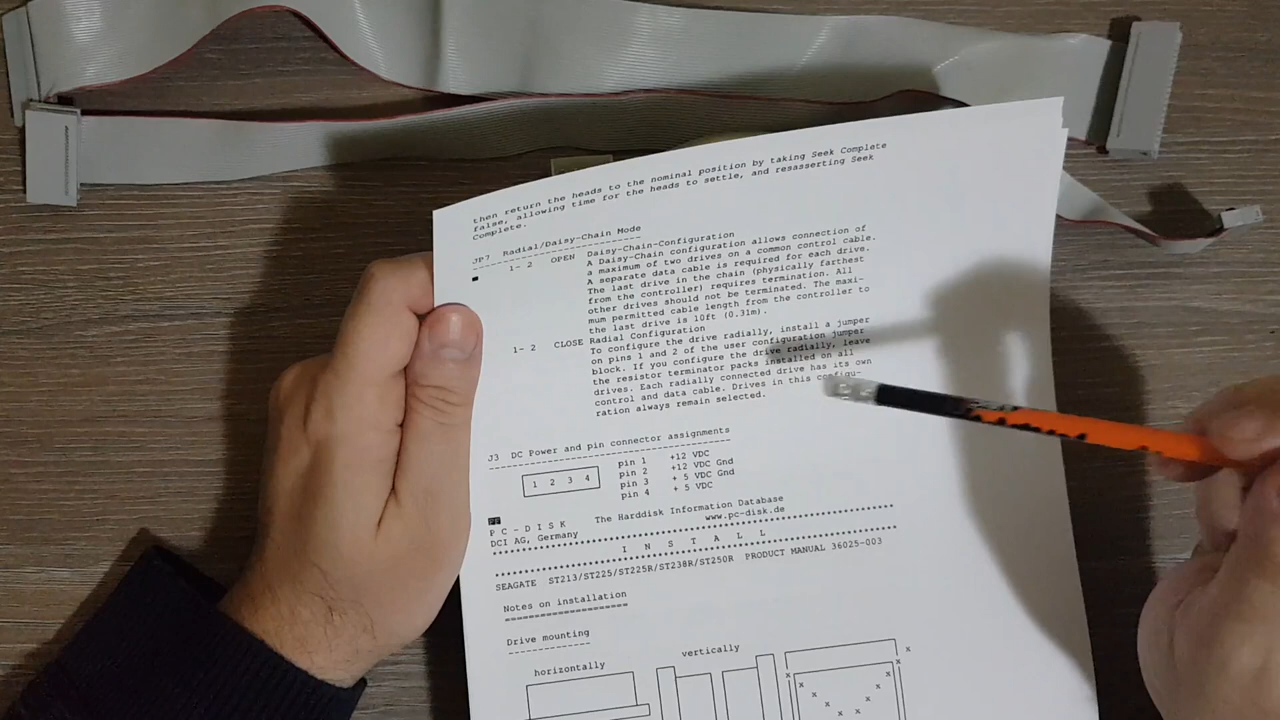 then return the heads to the nominal position by taking Seek Complete
false, allowing time for the heads to settle, and resasserting Seek
Complete.
JP7 Radial/Daisy-Chain Mode
1- 2 OPEN Daisy-Chain-Configuration
A Daisy-Chain configuration allows connection of
a maximum of two drives on a common control cable.
A separate data cable is required for each drive.
The last drive in the chain (physically farthest
from the controller) requires termination. All
other drives should not be terminated. The maxi-
mum permitted cable length from the controller to
the last drive is 10ft (0.31m).
1- 2 CLOSE Radial Configuration
To configure the drive radially, install a jumper
on pins 1 and 2 of the user configuration jumper
block. If you configure the drive radially, leave
the resistor terminator packs installed on all
drives. Each radially connected drive has its own
control and data cable. Drives in this configu-
ration always remain selected.
J3 DC Power and pin connector assignments
pin 1 +12 VDC
1 2 3 4 pin 2 +12 VDC Gnd
pin 3 + 5 VDC Gnd
pin 4 + 5 VDC
FF
P C - D I S K The Harddisk Information Database
DCI AG, Germany www.pc-disk.de
****************************************************
I N S T A L L
****************************************************
SEAGATE ST213/ST225/ST225R/ST238R/ST250R PRODUCT MANUAL 36025-003
Notes on installation
=====================
Drive mounting
horizontally vertically
x
x x
x x
x x
x x
x x